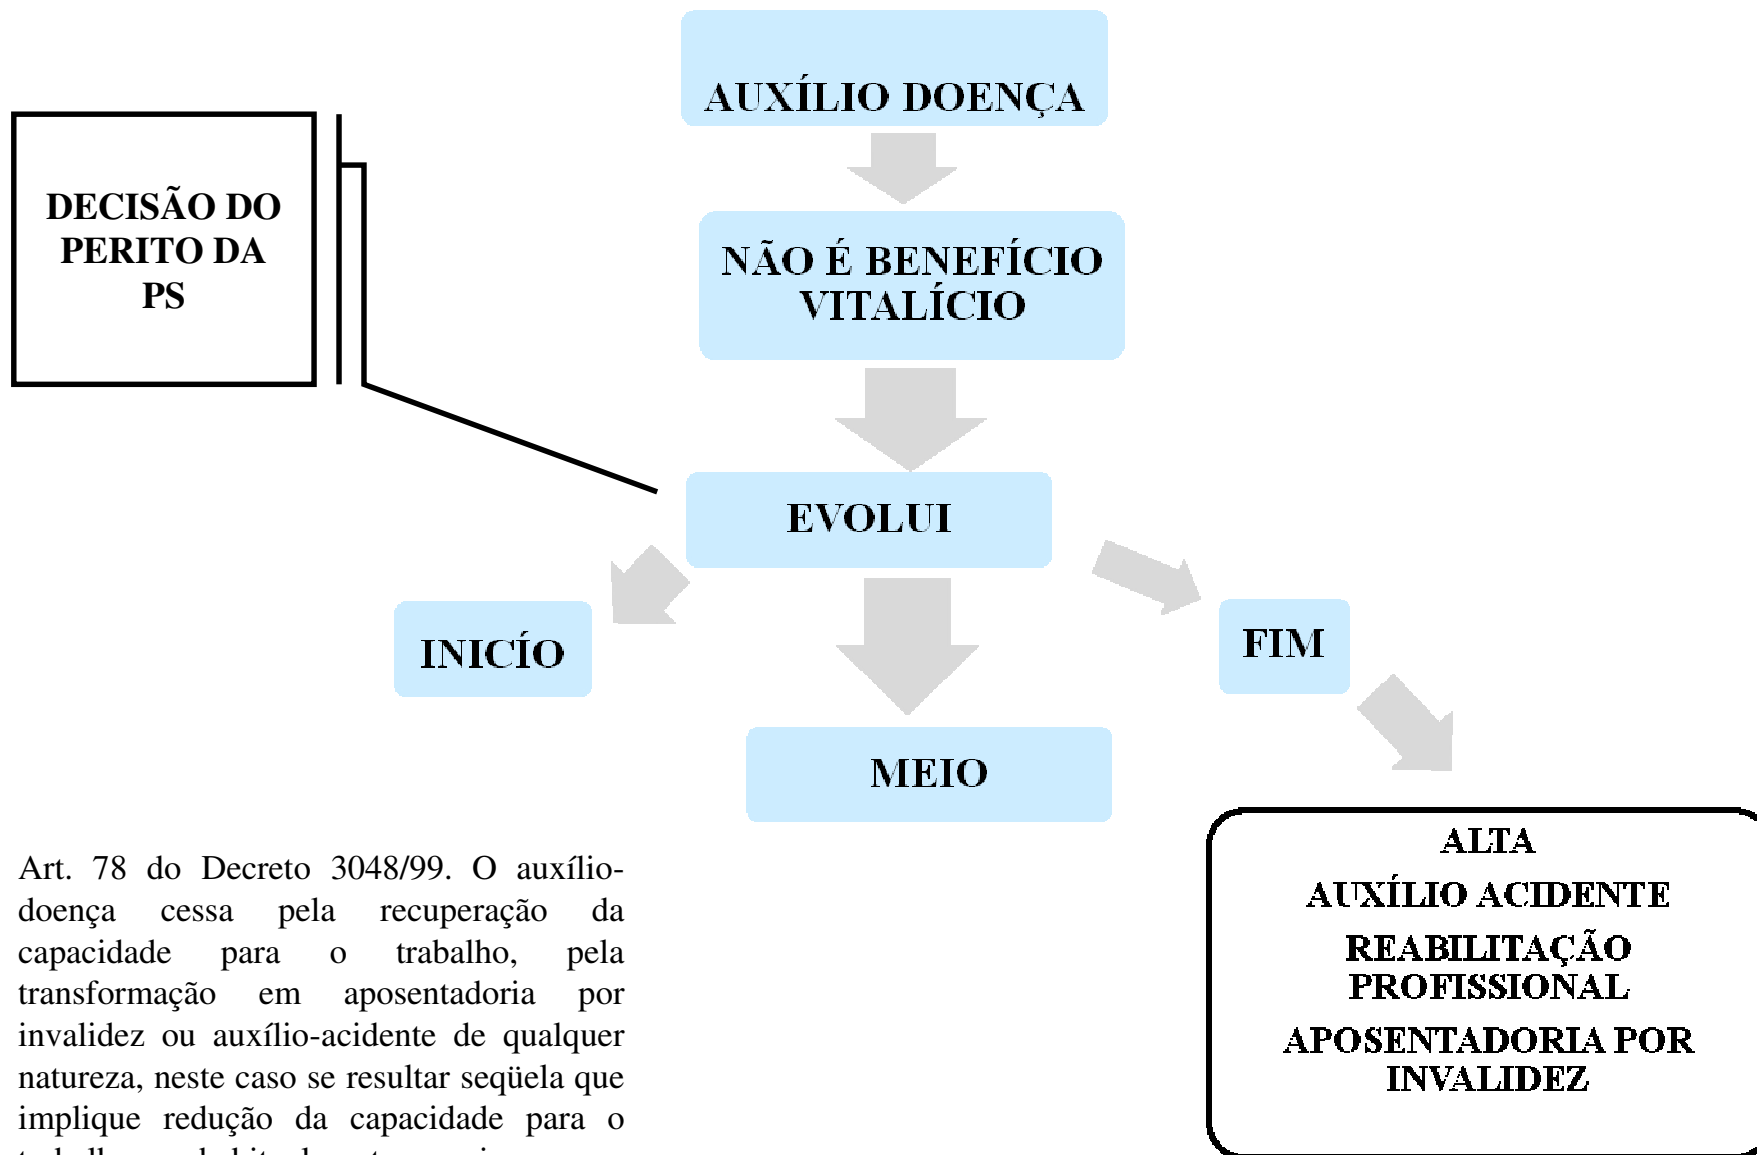 AUXÍLIO DOENÇA
DECISÃO DO
PERITO DA
PS
NÃO É BENEFÍCIO
VITALÍCIO
EVOLUI
INICÍO
FIM
MEIO
ALTA
AUXÍLIO ACIDENTE
REABILITAÇÃO
PROFISSIONAL
APOSENTADORIA POR
INVALIDEZ
Art. 78 do Decreto 3048/99. O auxílio-
doença cessa pela recuperação da
capacidade para o trabalho, pela
transformação em aposentadoria por
invalidez ou auxílio-acidente de qualquer
natureza, neste caso se resultar seqüela que
implique redução da capacidade para o